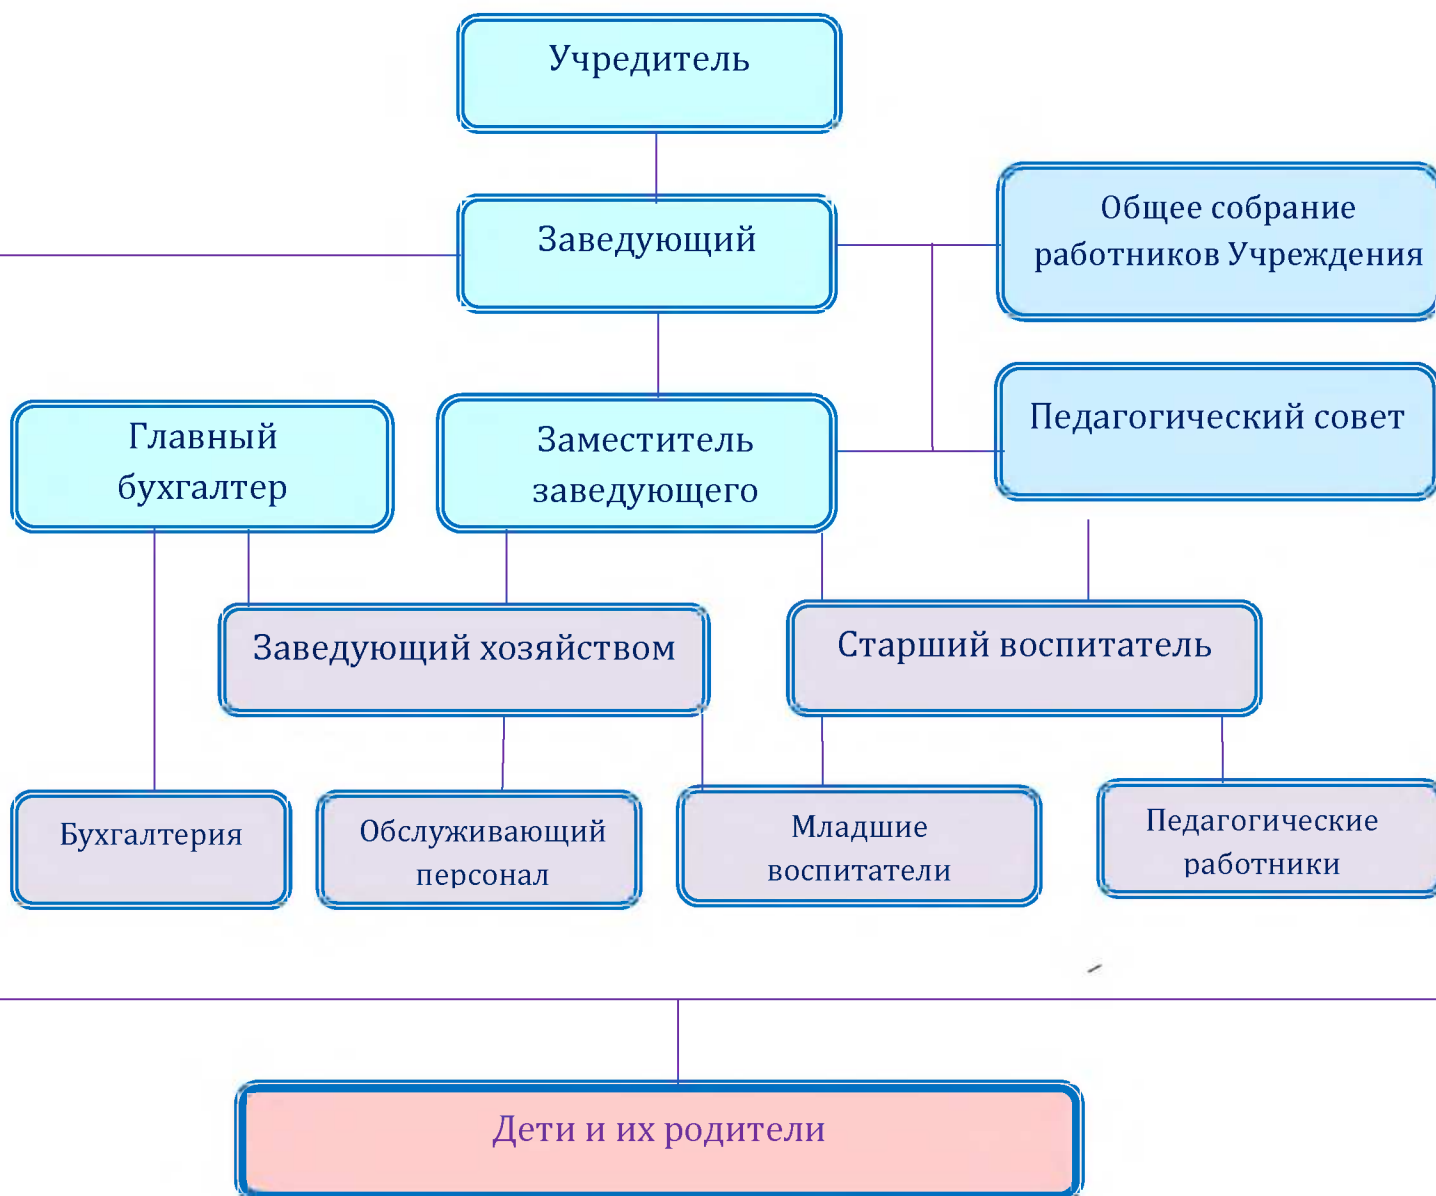 Учредитель
Заведующий
Общее собрание
работников Учреждения
Главный
бухгалтер
Заместитель
заведующего
Педагогический совет
Заведующий хозяйством
Старший воспитатель
Бухгалтерия
Обслуживающий
персонал
Младшие
воспитатели
Педагогические
работники
Дети и их родители